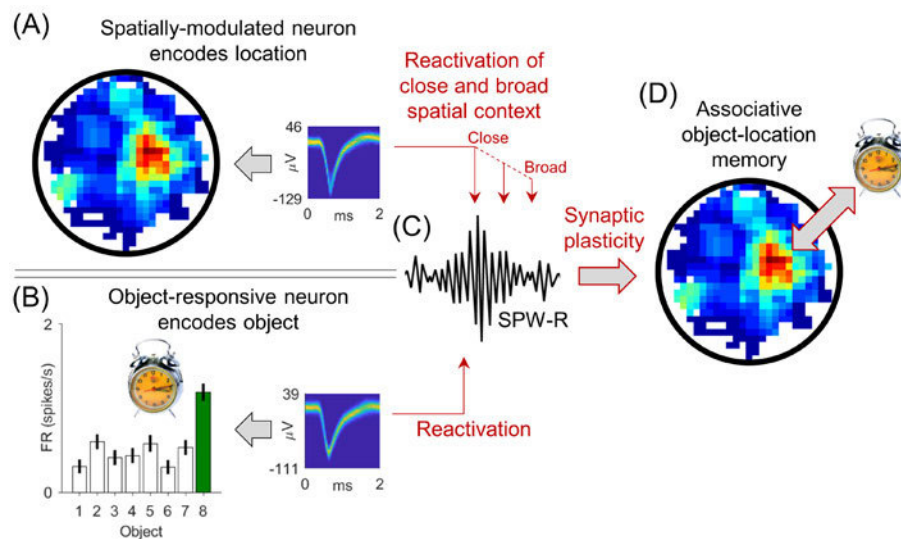 (A)
Spatially-modulated neuron
encodes location
46
μV
-129
0
ms
2
Reactivation of
close and broad
spatial context
Close
Broad
(B)
Object-responsive neuron
encodes object
2
FR (spikes/s)
0
1 2 3 4 5 6 7 8
Object
39
μV
-111
0
ms
2
(C)
SPW-R
Reactivation
Synaptic
plasticity
(D)
Associative
object-location
memory